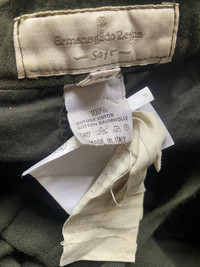 Ermenegildo Zegna
Soft
100%
COTONE COTON
COTTON BAUMWOLLE
MADE IN ITALY